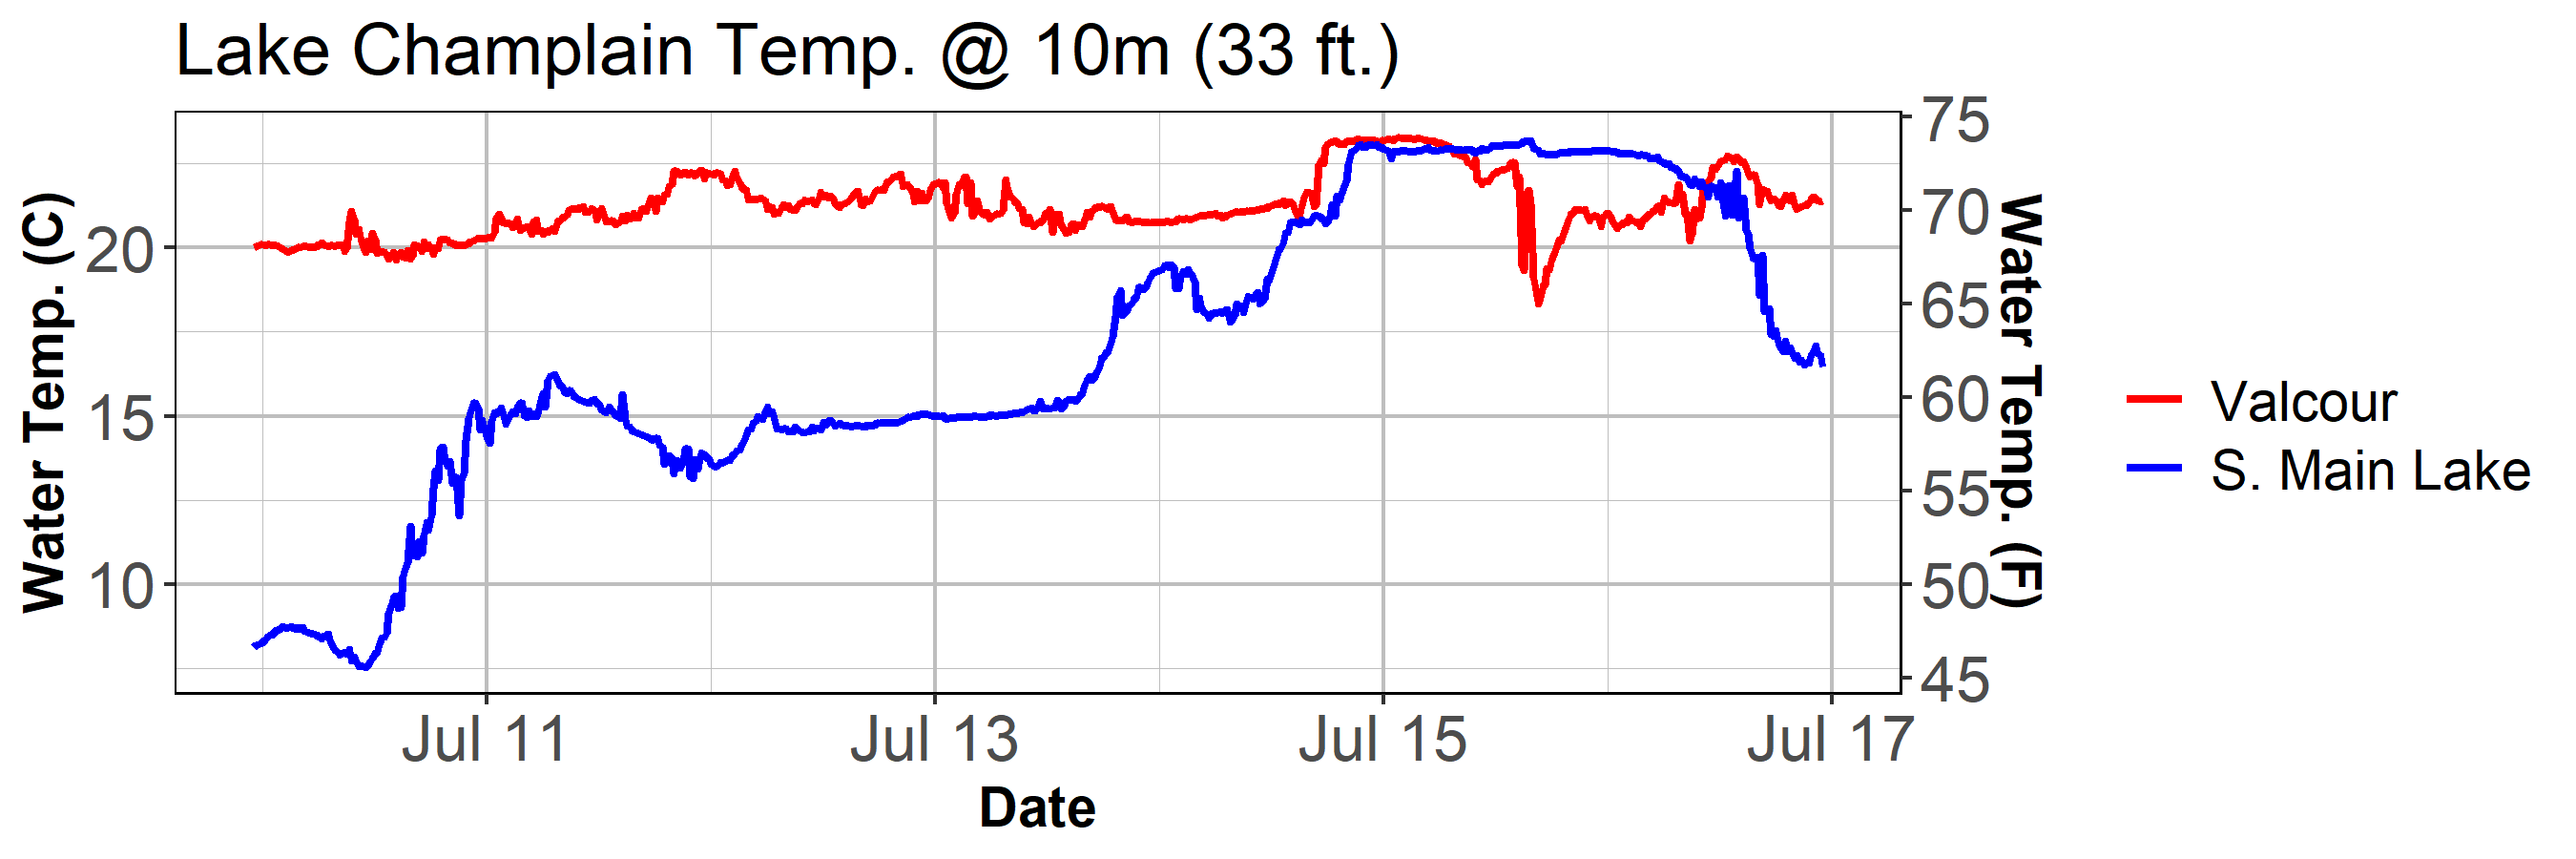 Lake Champlain Temp. @ 10m (33 ft.)
Water Temp. (C)
20
15
10
75
70
65
60
55
50
45
Water Temp. (F)
Jul 11
Jul 13
Jul 15
Jul 17
Date
Valcour
S. Main Lake